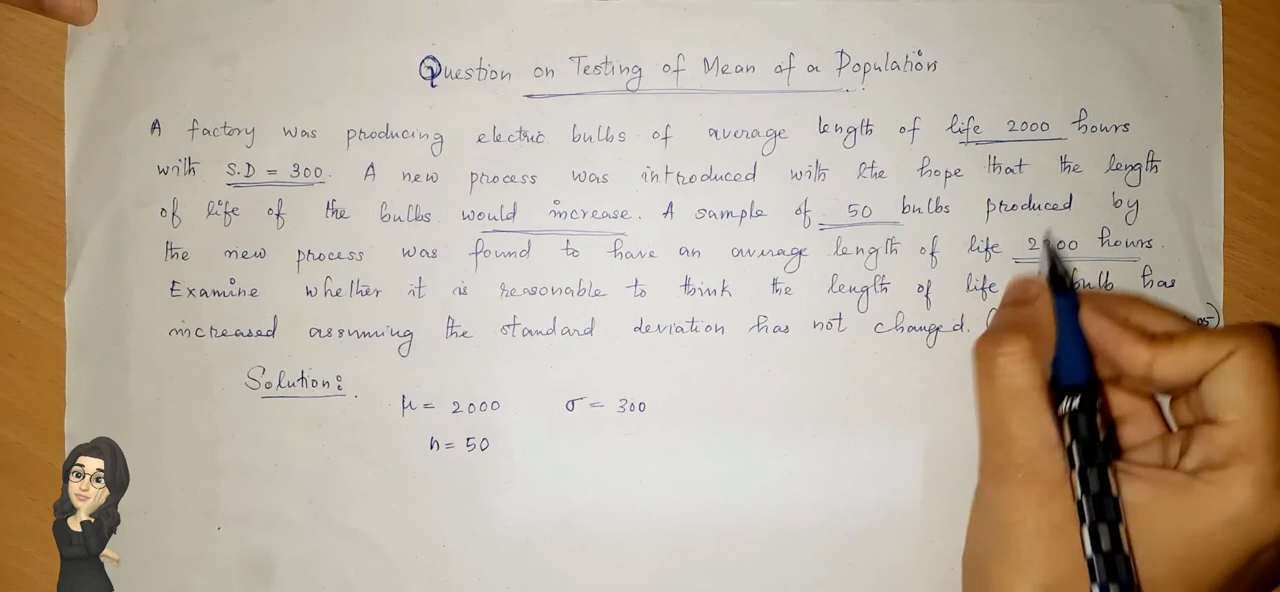 Question on Testing of Mean of a Population
A factory was producing electric bulbs of average length of life 2000 hours
with S.D = 300. A new process was introduced with the hope that the length
of life of the bulbs would increase. A sample of 50 bulbs produced by
the new process was found to have an average length of life hours.
Examine whether it is reasonable to think the length of life bulb has
increased assuming the standard deviation has not changed. (
Solution:
μ = 2000 σ = 300
n = 50